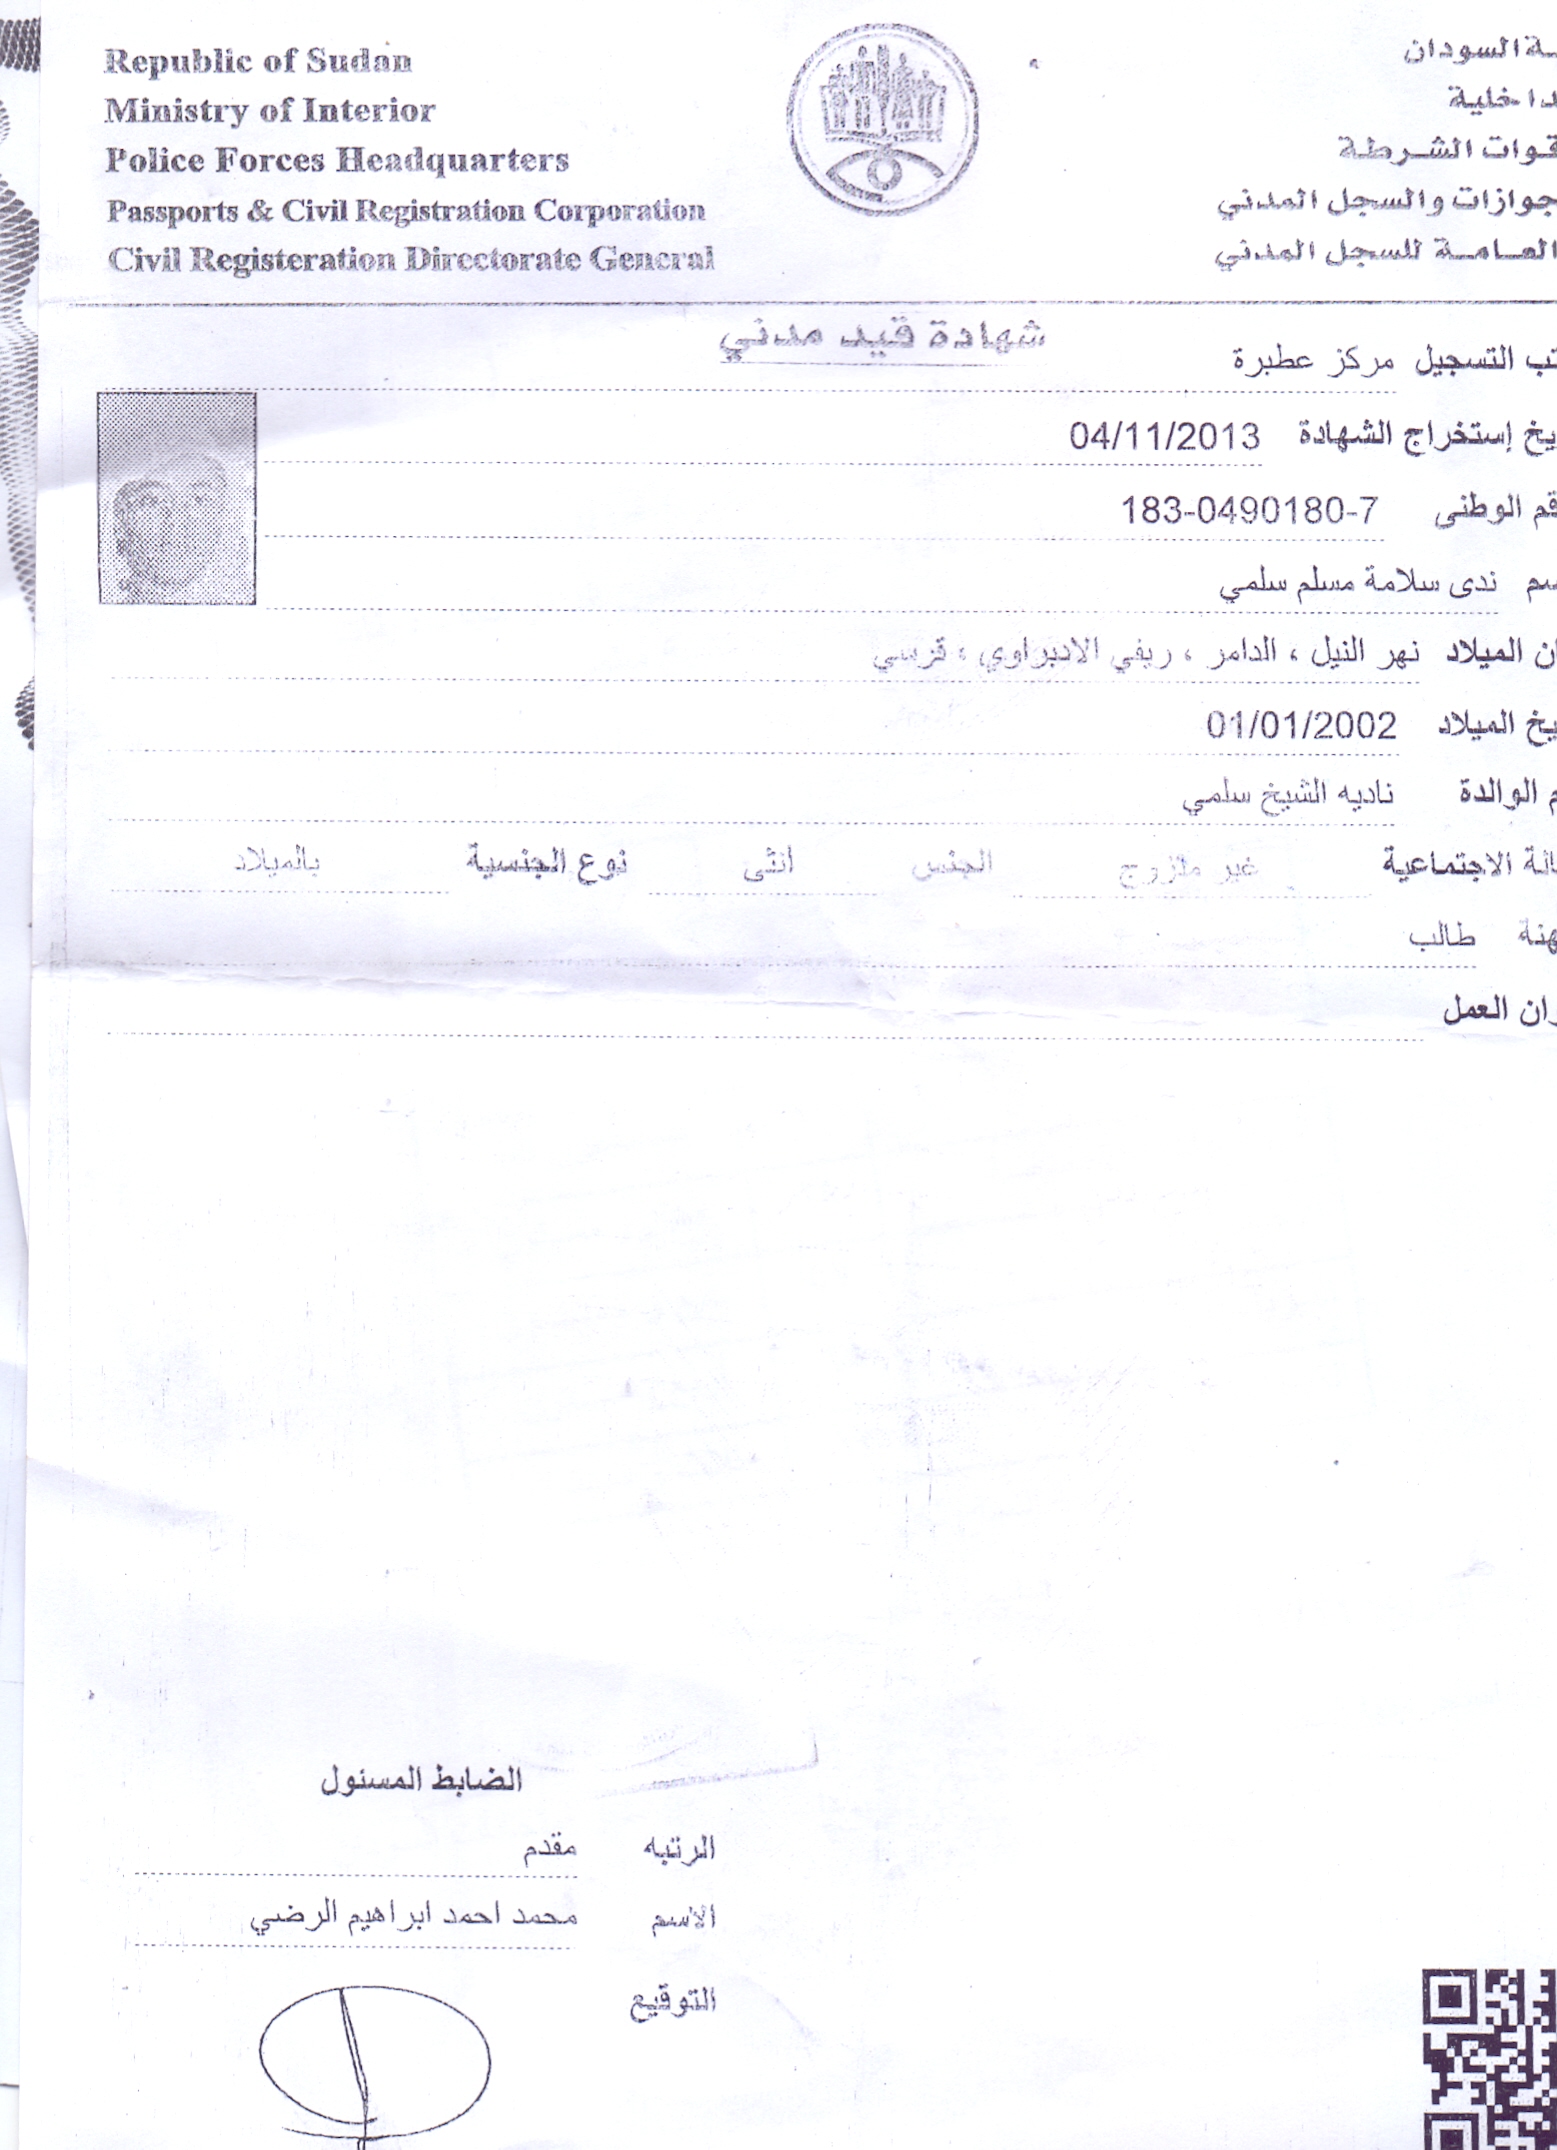 Republic of Sudan
Ministry of Interior
Police Forces Headquarters
Passports & Civil Registration Corporation
Civil Registeration Directorate General
ـة السودان
داخلية
قوات الشرطة
جوازات والسجل المدني
العامة للسجل المدني
شهادة قيد مدني
تب التسجيل مركز عطبرة
يخ إستخراج الشهادة 04/11/2013
قم الوطنى 183-0490180-7
سم ندى سلامة مسلم سلمي
ان الميلاد نهر النيل ، الدامر ، ريفي الادبراوي ، قرسي
يخ الميلاد 01/01/2002
م الوالدة ناديه الشيخ سلمي
الة الاجتماعية غير متزوج الجنس انثى نوع الجنسية بالميلاد
هنة طالب
ان العمل
الضابط المسئول
الرتبه مقدم
الاسم محمد احمد ابراهيم الرضي
التوقيع